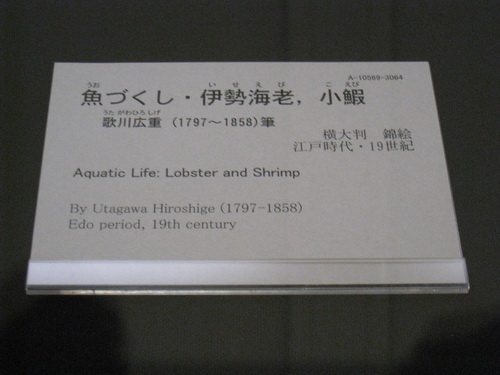 A-10569-3064
うお いせえび こえび
魚づくし・伊勢海老，小鰕
うたがわひろしげ
歌川広重 (1797～1858)筆
横大判 錦絵
江戸時代・19世紀
Aquatic Life: Lobster and Shrimp
By Utagawa Hiroshige (1797-1858)
Edo period, 19th century